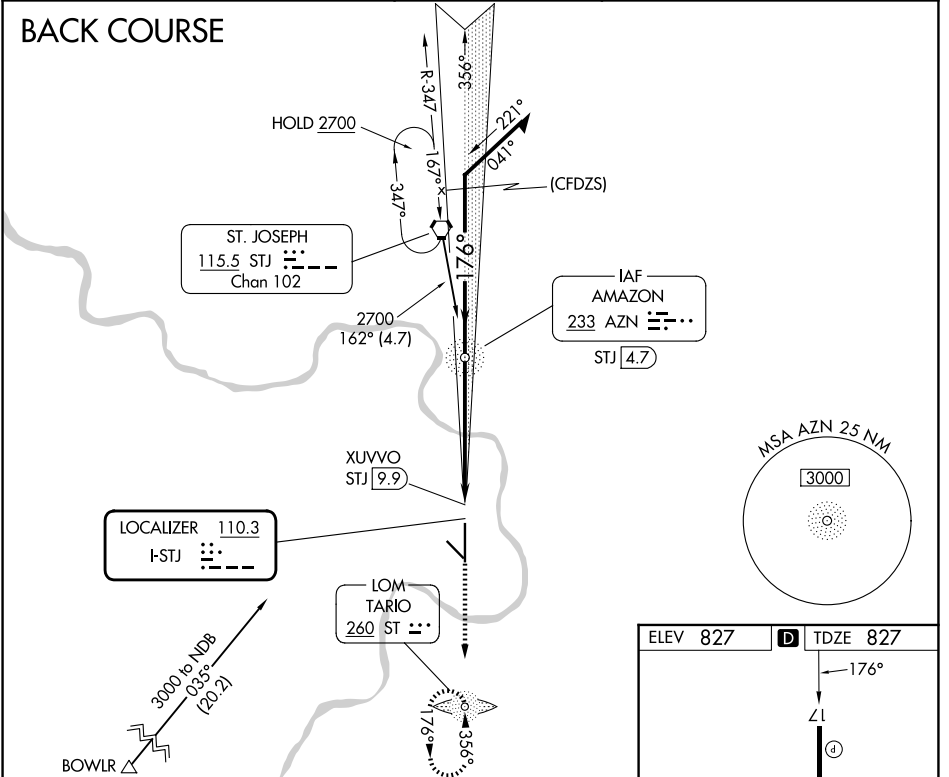 BACK COURSE
R-347
356°
HOLD 2700
221°
041°
167°
347°
(CFDZS)
ST. JOSEPH
115.5 STJ
Chan 102
176°
IAF
AMAZON
233 AZN
STJ 4.7
2700
162° (4.7)
MSA AZN 25 NM
3000
XUVVO
STJ 9.9
LOCALIZER 110.3
I-STJ
LOM
TARIO
260 ST
3000 to NDB
035°
(20.2)
BOWLR
176°
356°
ELEV 827 D TDZE 827
176°
17
P